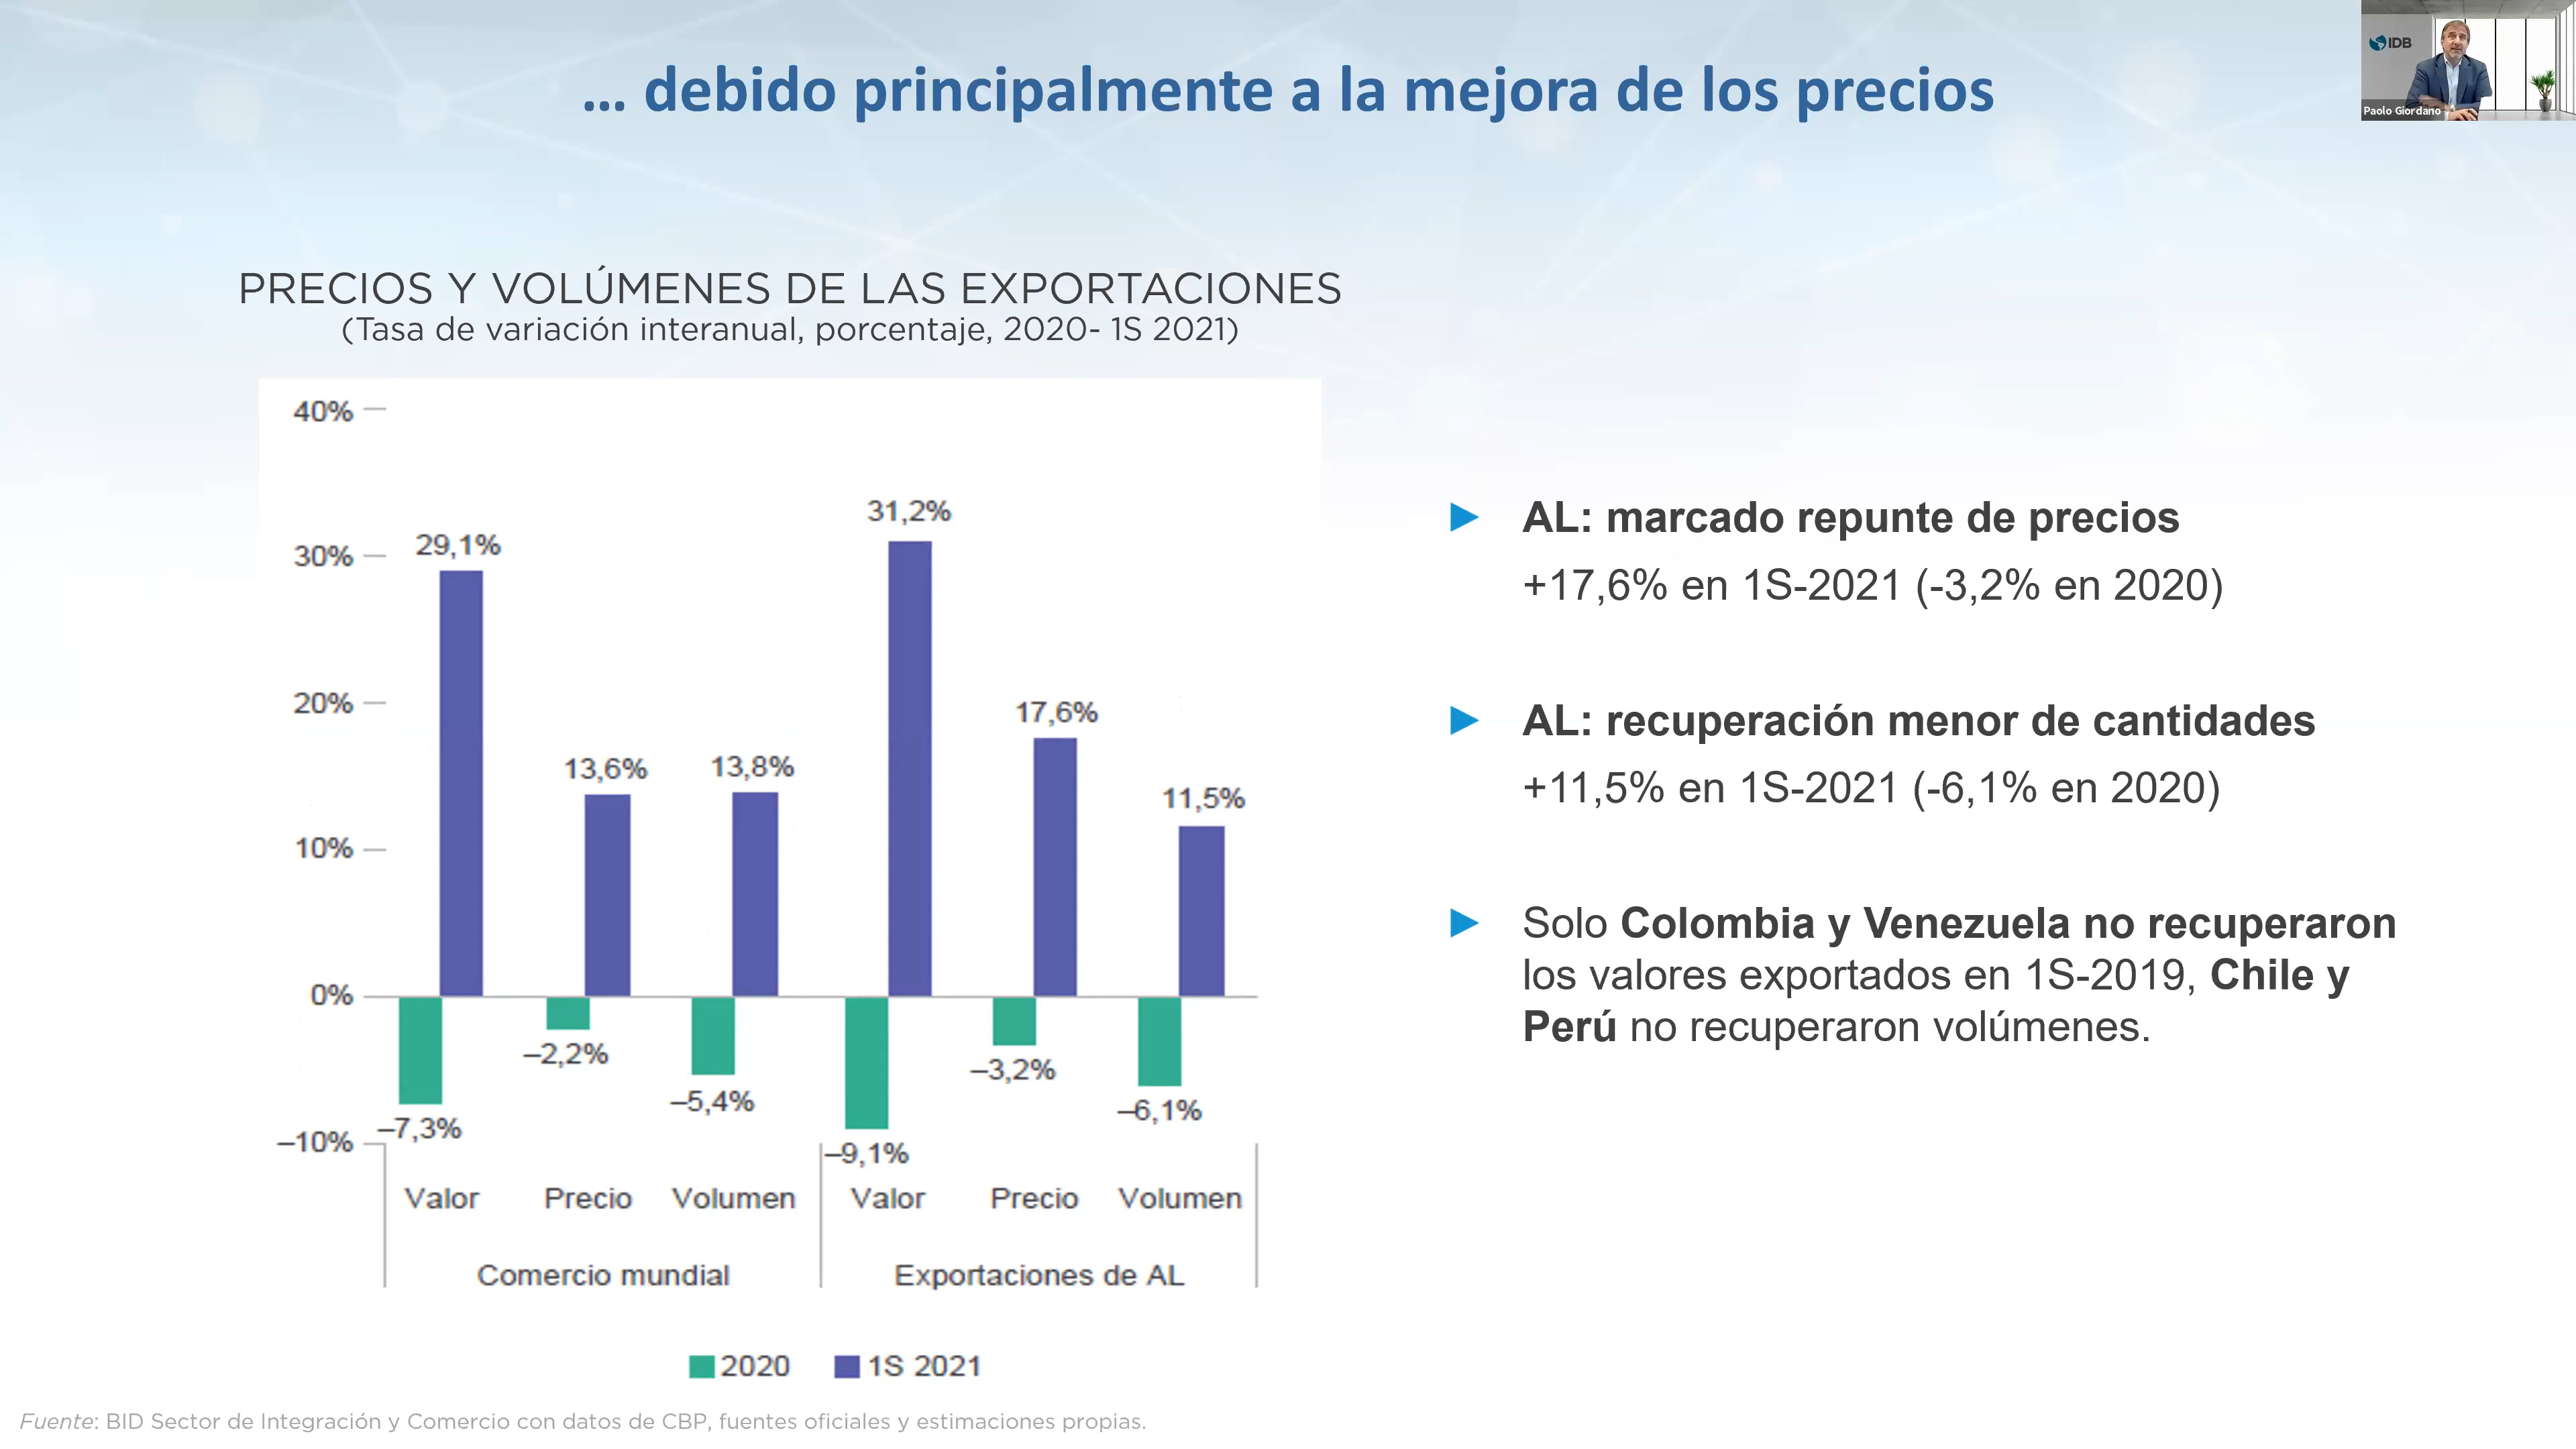 ... debido principalmente a la mejora de los precios
IDB
Paolo Giordano
PRECIOS Y VOLÚMENES DE LAS EXPORTACIONES
(Tasa de variación interanual, porcentaje, 2020- 1S 2021)
40%
30%
20%
10%
0%
–10%
29,1%
13,6%
13,8%
31,2%
17,6%
11,5%
–7,3%
–2,2%
–5,4%
–9,1%
–3,2%
–6,1%
Valor Precio Volumen Valor Precio Volumen
Comercio mundial Exportaciones de AL
2020 1S 2021
AL: marcado repunte de precios
+17,6% en 1S-2021 (-3,2% en 2020)
AL: recuperación menor de cantidades
+11,5% en 1S-2021 (-6,1% en 2020)
Solo Colombia y Venezuela no recuperaron
los valores exportados en 1S-2019, Chile y
Perú no recuperaron volúmenes.
Fuente: BID Sector de Integración y Comercio con datos de CBP, fuentes oficiales y estimaciones propias.